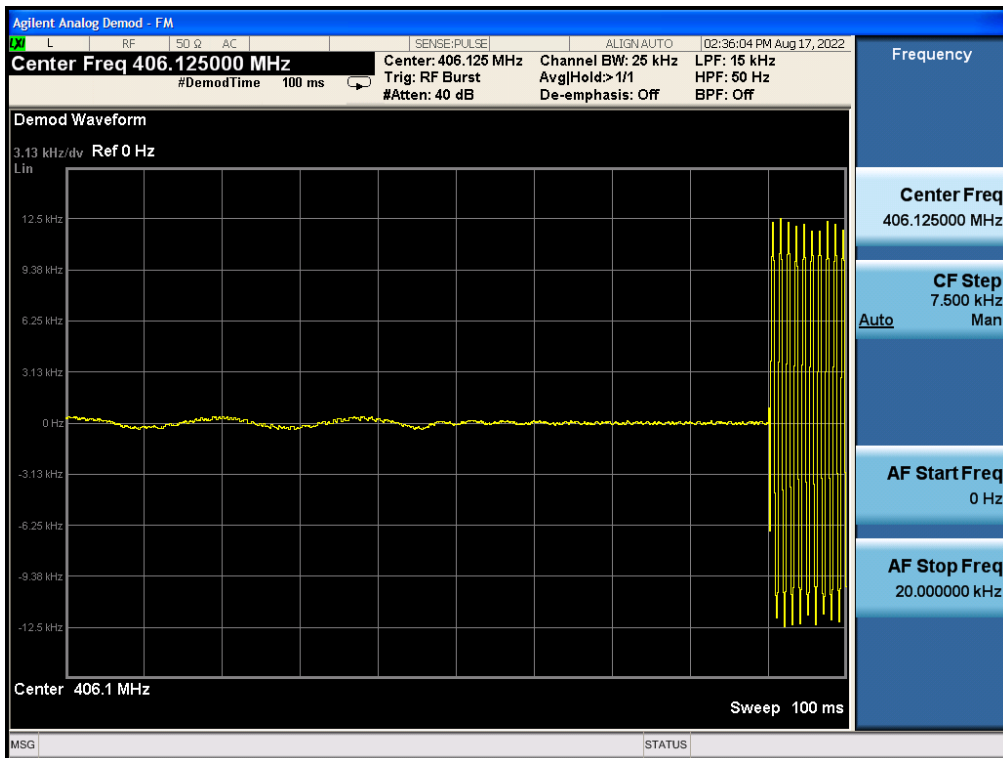 Agilent Analog Demod - FM
LXI L RF 50 Ω AC SENSE:PULSE ALIGN AUTO 02:36:04 PM Aug 17, 2022
Center Freq 406.125000 MHz
#DemodTime 100 ms
Center: 406.125 MHz Channel BW: 25 kHz LPF: 15 kHz
Trig: RF Burst Avg|Hold:>1/1 HPF: 50 Hz
#Atten: 40 dB De-emphasis: Off BPF: Off
Demod Waveform
3.13 kHz/dv Ref 0 Hz
Lin
12.5 kHz
9.38 kHz
6.25 kHz
3.13 kHz
0 Hz
-3.13 kHz
-6.25 kHz
-9.38 kHz
-12.5 kHz
Center 406.1 MHz
Sweep 100 ms
MSG STATUS
Frequency
Center Freq
406.125000 MHz
CF Step
7.500 kHz
Auto Man
AF Start Freq
0 Hz
AF Stop Freq
20.000000 kHz